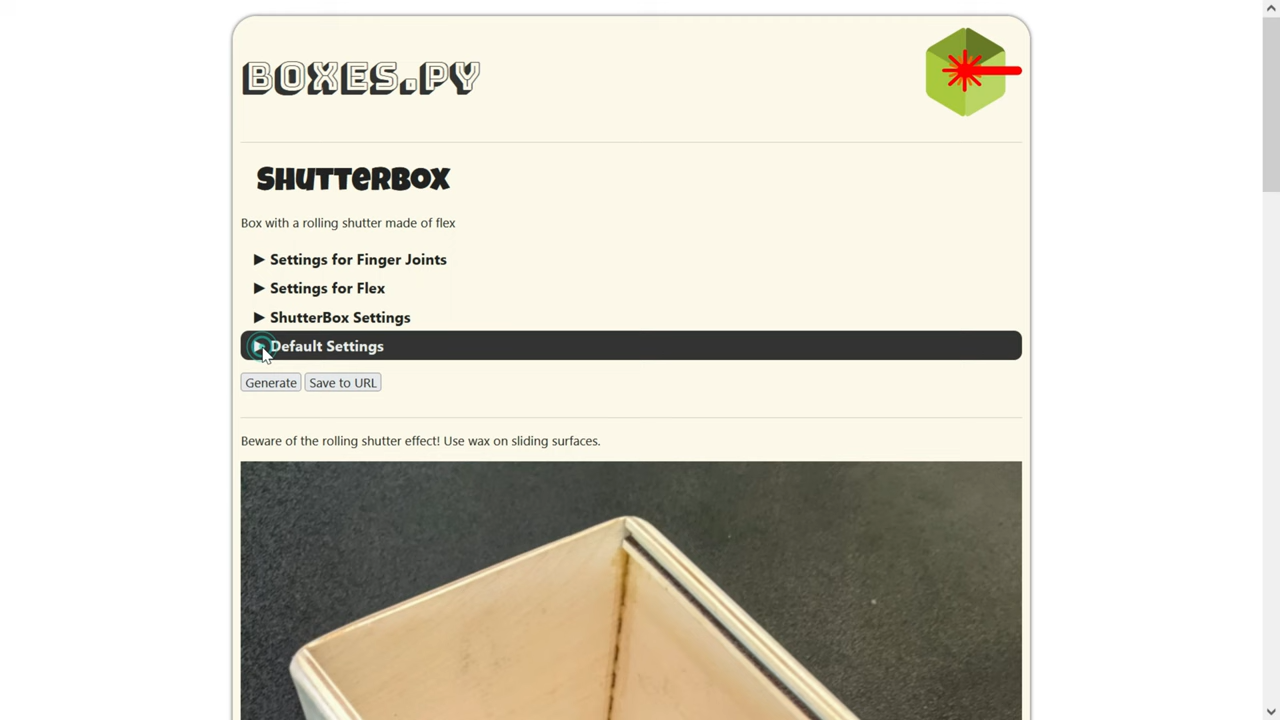 BOXES.PY
SHUTTERBOX
Box with a rolling shutter made of flex
Settings for Finger Joints
Settings for Flex
ShutterBox Settings
Default Settings
Generate Save to URL
Beware of the rolling shutter effect! Use wax on sliding surfaces.